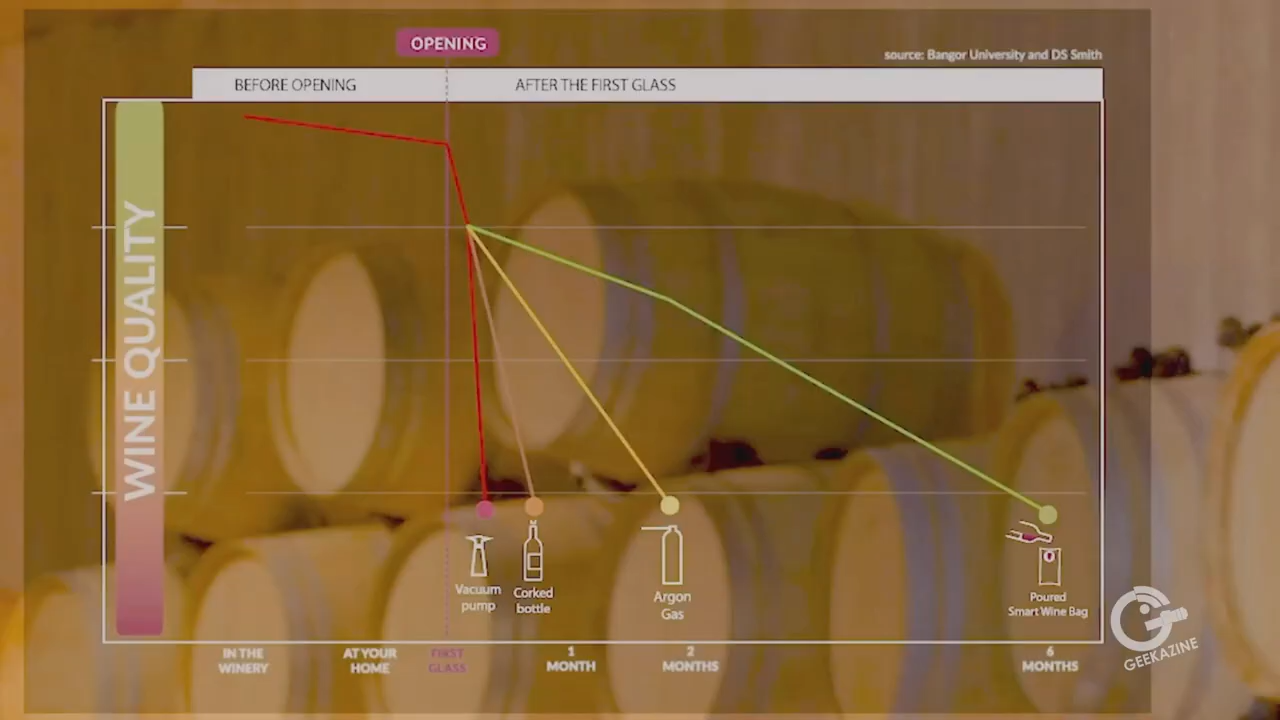 OPENING
source: Bangor University and DS Smith
BEFORE OPENING
AFTER THE FIRST GLASS
WINE QUALITY
Vacuum
pump
Corked
bottle
Argon
Gas
Poured
Smart Wine Bag
IN THE
WINERY
AT YOUR
HOME
FIRST
GLASS
1
MONTH
2
MONTHS
6
MONTHS
GEEKAZINE